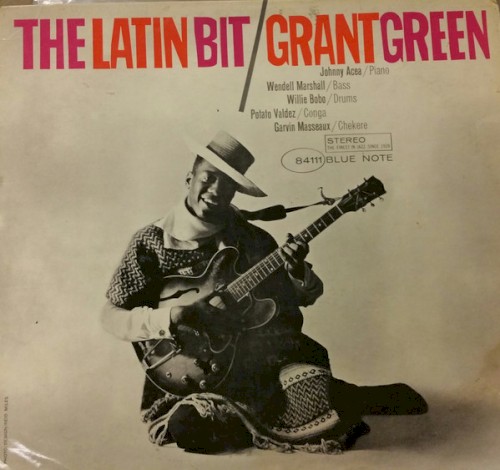 THE LATIN BIT/GRANT GREEN
Johnny Acea/Piano
Wendell Marshall/Bass
Willie Bobo/Drums
Potato Valdez/Conga
Garvin Masseaux/Chekere
STEREO
84111 BLUE NOTE